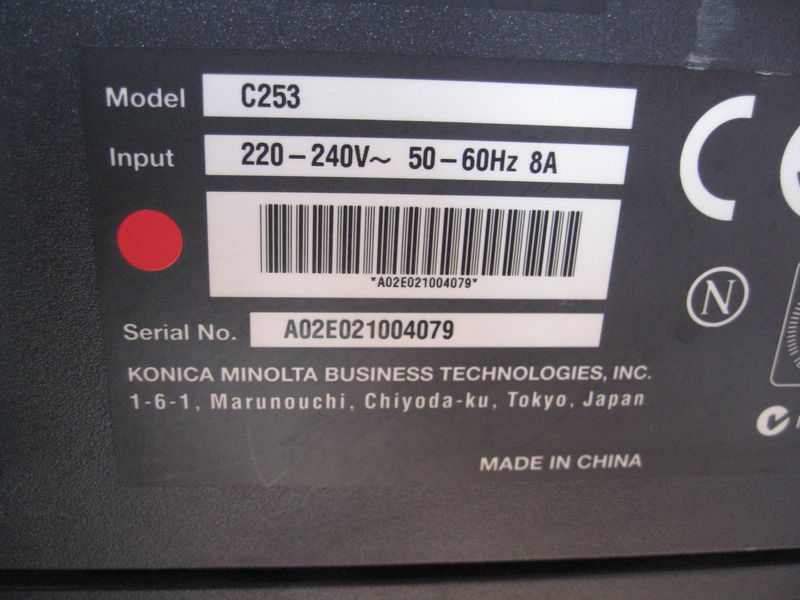 Model C253
Input 220-240V~ 50-60Hz 8A
*A02E021004079*
Serial No. A02E021004079
KONICA MINOLTA BUSINESS TECHNOLOGIES, INC.
1-6-1, Marunouchi, Chiyoda-ku, Tokyo, Japan
MADE IN CHINA
CE
N